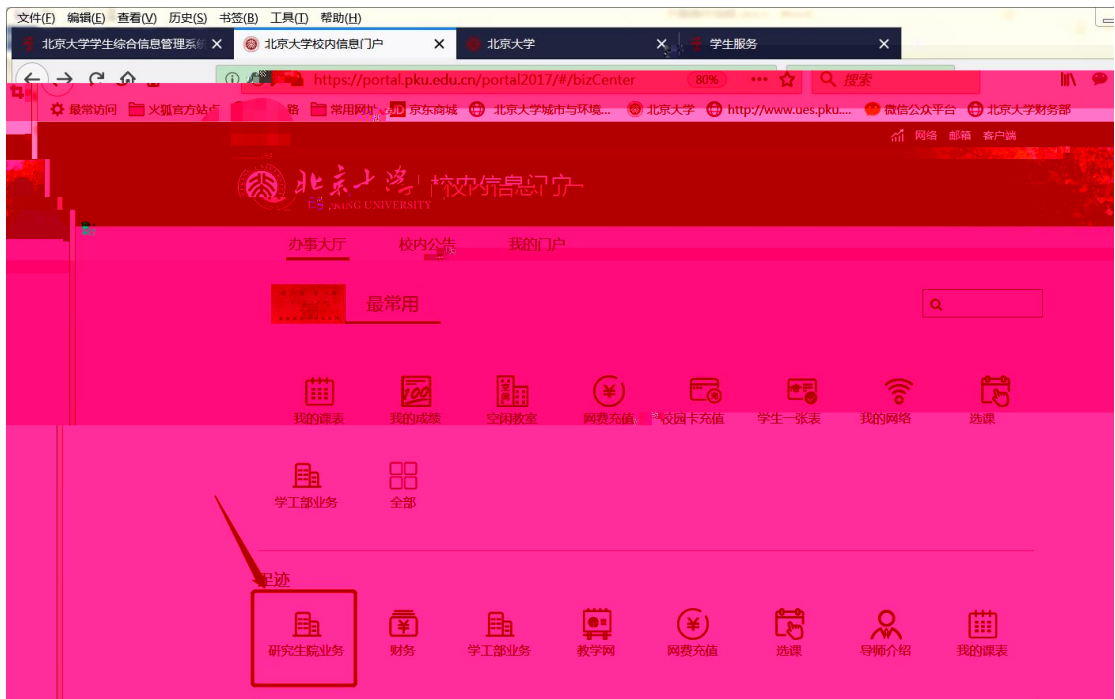 文件(F) 编辑(E) 查看(V) 历史(S) 书签(B) 工具(T) 帮助(H)
北京大学学生综合信息管理系统 北京大学校内信息门户 北京大学 学生服务
https://portal.pku.edu.cn/portal2017/#/bizCenter 80% 搜索
最常访问 火狐官方站点 常用网址 JD 京东商城 北京大学城市与环境... 北京大学 http://www.ues.pku.... 微信公众平台 北京大学财务部
网络 邮箱 客户端
北京大学 校内信息门户
UNIVERSITY
办事大厅 校内公告 我的门户
最常用
我的课表 我的成绩 空闲教室 网费充值 校园卡充值 学生一张表 我的网络 选课
学工部业务 全部
足迹
研究生院业务 财务 学工部业务 教学网 网费充值 选课 导师介绍 我的课表